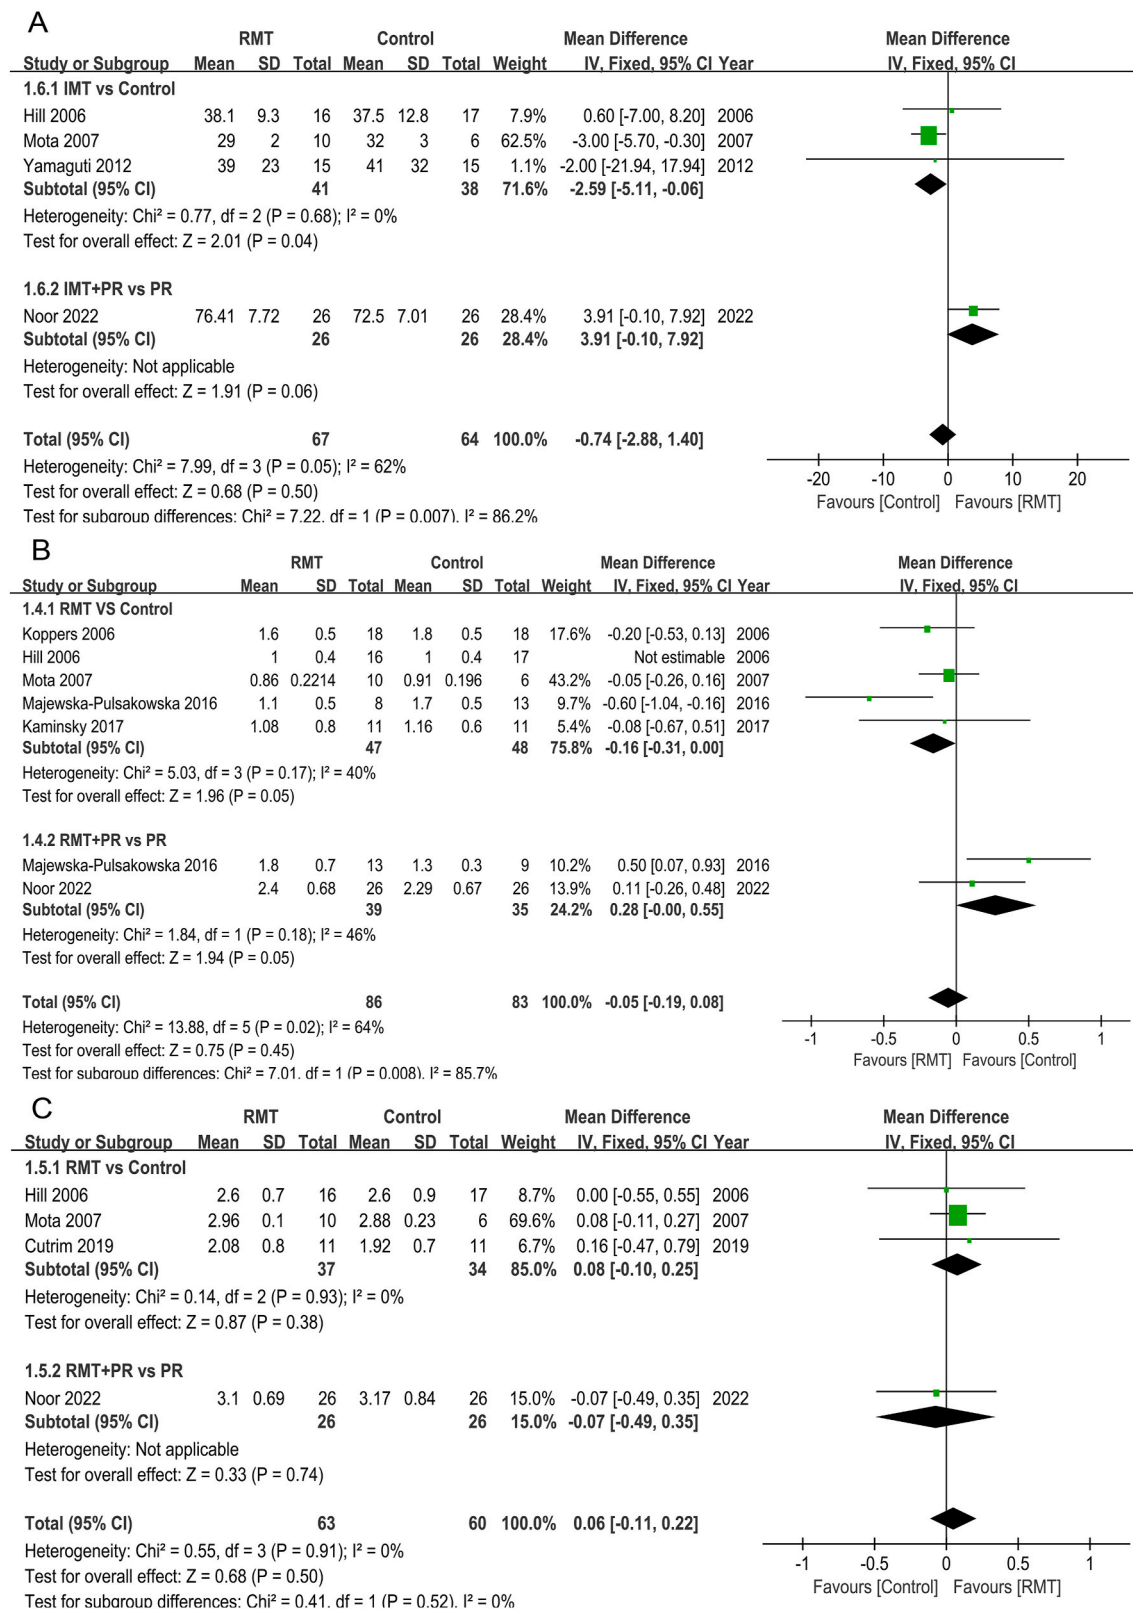 A
RMT Control Mean Difference Mean Difference
Study or Subgroup Mean SD Total Mean SD Total Weight IV, Fixed, 95% CI Year IV, Fixed, 95% CI
1.6.1 IMT vs Control
Hill 2006 38.1 9.3 16 37.5 12.8 17 7.9% 0.60 [-7.00, 8.20] 2006
Mota 2007 29 2 10 32 3 6 62.5% -3.00 [-5.70, -0.30] 2007
Yamaguti 2012 39 23 15 41 32 15 1.1% -2.00 [-21.94, 17.94] 2012
Subtotal (95% CI) 41 38 71.6% -2.59 [-5.11, -0.06]
Heterogeneity: Chi² = 0.77, df = 2 (P = 0.68); I² = 0%
Test for overall effect: Z = 2.01 (P = 0.04)
1.6.2 IMT+PR vs PR
Noor 2022 76.41 7.72 26 72.5 7.01 26 28.4% 3.91 [-0.10, 7.92] 2022
Subtotal (95% CI) 26 26 28.4% 3.91 [-0.10, 7.92]
Heterogeneity: Not applicable
Test for overall effect: Z = 1.91 (P = 0.06)
Total (95% CI) 67 64 100.0% -0.74 [-2.88, 1.40]
Heterogeneity: Chi² = 7.99, df = 3 (P = 0.05); I² = 62%
Test for overall effect: Z = 0.68 (P = 0.50)
Test for subgroup differences: Chi² = 7.22, df = 1 (P = 0.007), I² = 86.2%
-20 -10 0 10 20
Favours [Control] Favours [RMT]
B
RMT Control Mean Difference Mean Difference
Study or Subgroup Mean SD Total Mean SD Total Weight IV, Fixed, 95% CI Year IV, Fixed, 95% CI
1.4.1 RMT VS Control
Koppers 2006 1.6 0.5 18 1.8 0.5 18 17.6% -0.20 [-0.53, 0.13] 2006
Hill 2006 1 0.4 16 1 0.4 17 Not estimable 2006
Mota 2007 0.86 0.2214 10 0.91 0.196 6 43.2% -0.05 [-0.26, 0.16] 2007
Majewska-Pulsakowska 2016 1.1 0.5 8 1.7 0.5 13 9.7% -0.60 [-1.04, -0.16] 2016
Kaminsky 2017 1.08 0.8 11 1.16 0.6 11 5.4% -0.08 [-0.67, 0.51] 2017
Subtotal (95% CI) 47 48 75.8% -0.16 [-0.31, 0.00]
Heterogeneity: Chi² = 5.03, df = 3 (P = 0.17); I² = 40%
Test for overall effect: Z = 1.96 (P = 0.05)
1.4.2 RMT+PR vs PR
Majewska-Pulsakowska 2016 1.8 0.7 13 1.3 0.3 9 10.2% 0.50 [0.07, 0.93] 2016
Noor 2022 2.4 0.68 26 2.29 0.67 26 13.9% 0.11 [-0.26, 0.48] 2022
Subtotal (95% CI) 39 35 24.2% 0.28 [-0.00, 0.55]
Heterogeneity: Chi² = 1.84, df = 1 (P = 0.18); I² = 46%
Test for overall effect: Z = 1.94 (P = 0.05)
Total (95% CI) 86 83 100.0% -0.05 [-0.19, 0.08]
Heterogeneity: Chi² = 13.88, df = 5 (P = 0.02); I² = 64%
Test for overall effect: Z = 0.75 (P = 0.45)
Test for subgroup differences: Chi² = 7.01, df = 1 (P = 0.008), I² = 85.7%
-1 -0.5 0 0.5 1
Favours [RMT] Favours [Control]
C
RMT Control Mean Difference Mean Difference
Study or Subgroup Mean SD Total Mean SD Total Weight IV, Fixed, 95% CI Year IV, Fixed, 95% CI
1.5.1 RMT vs Control
Hill 2006 2.6 0.7 16 2.6 0.9 17 8.7% 0.00 [-0.55, 0.55] 2006
Mota 2007 2.96 0.1 10 2.88 0.23 6 69.6% 0.08 [-0.11, 0.27] 2007
Cutrim 2019 2.08 0.8 11 1.92 0.7 11 6.7% 0.16 [-0.47, 0.79] 2019
Subtotal (95% CI) 37 34 85.0% 0.08 [-0.10, 0.25]
Heterogeneity: Chi² = 0.14, df = 2 (P = 0.93); I² = 0%
Test for overall effect: Z = 0.87 (P = 0.38)
1.5.2 RMT+PR vs PR
Noor 2022 3.1 0.69 26 3.17 0.84 26 15.0% -0.07 [-0.49, 0.35] 2022
Subtotal (95% CI) 26 26 15.0% -0.07 [-0.49, 0.35]
Heterogeneity: Not applicable
Test for overall effect: Z = 0.33 (P = 0.74)
Total (95% CI) 63 60 100.0% 0.06 [-0.11, 0.22]
Heterogeneity: Chi² = 0.55, df = 3 (P = 0.91); I² = 0%
Test for overall effect: Z = 0.68 (P = 0.50)
Test for subgroup differences: Chi² = 0.41, df = 1 (P = 0.52), I² = 0%
-1 -0.5 0 0.5 1
Favours [Control] Favours [RMT]